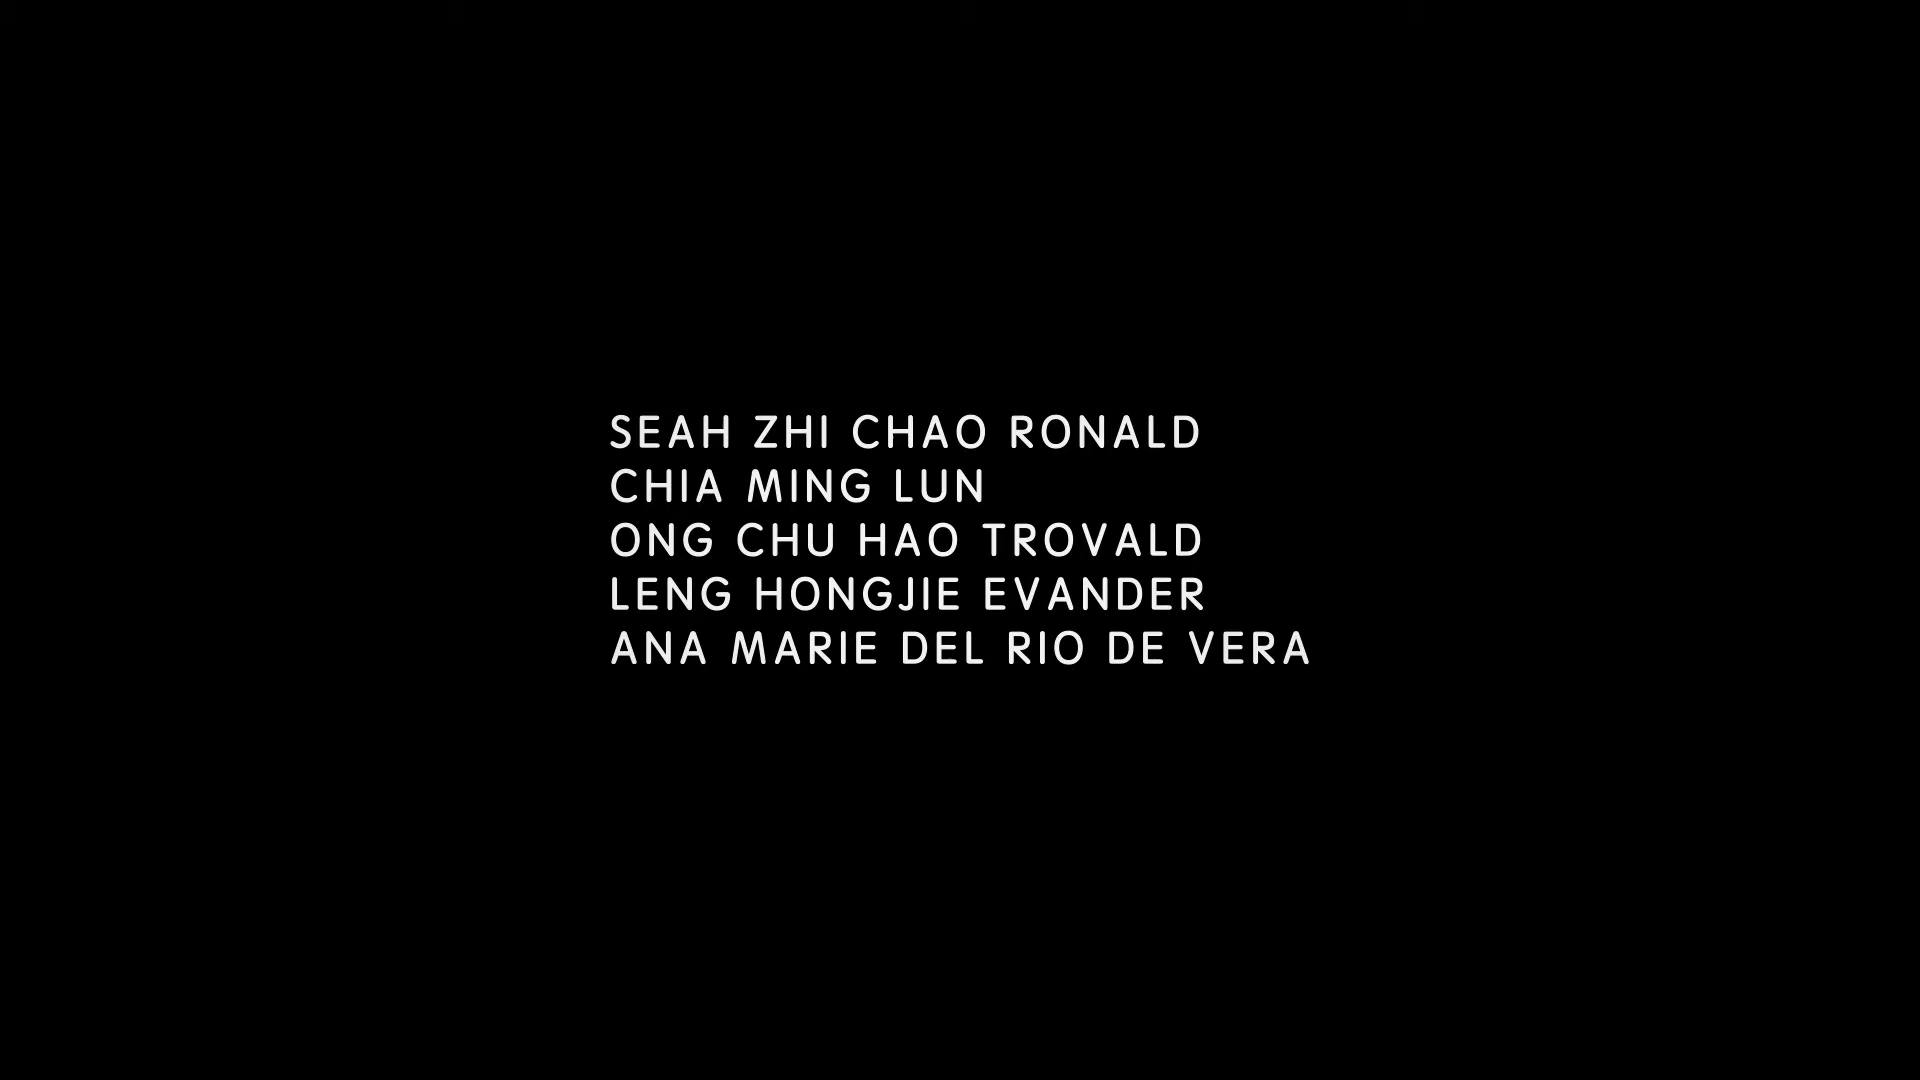 SEAH ZHI CHAO RONALD
CHIA MING LUN
ONG CHU HAO TROVALD
LENG HONGJIE EVANDER
ANA MARIE DEL RIO DE VERA